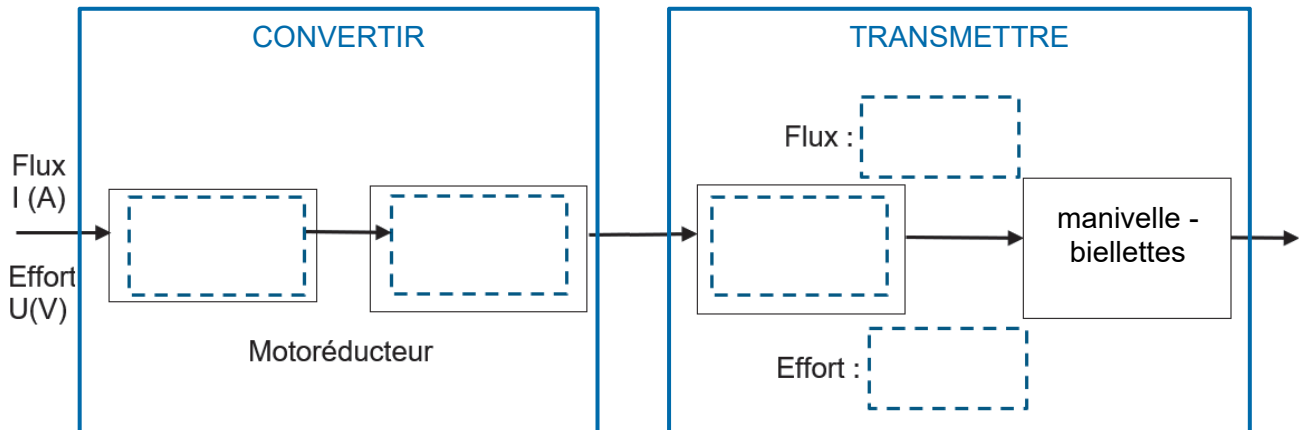 CONVERTIR
TRANSMETTRE
Flux :
Flux
I (A)
manivelle -
biellettes
Effort
U(V)
Motoréducteur
Effort :